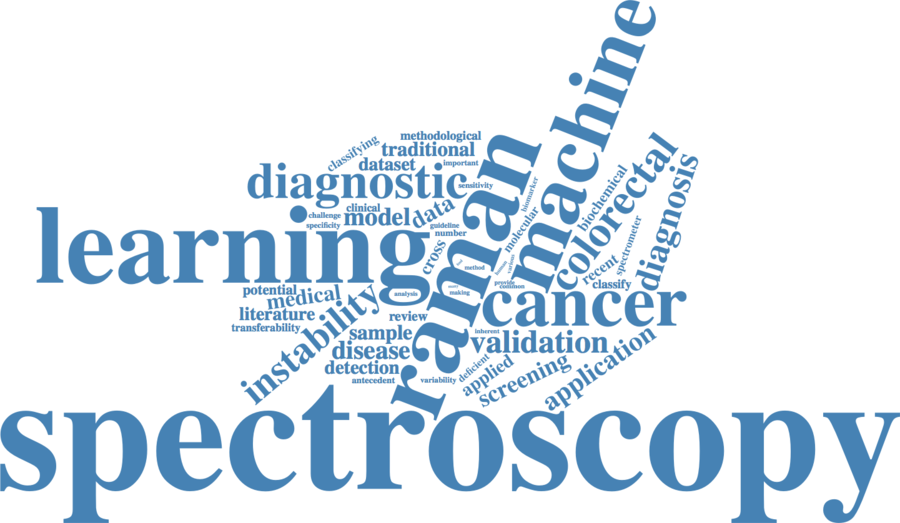 machine
methodological
classifying
traditional
raman
colorectal
dataset
important
diagnosis
diagnostic
sensitivity
biomarker
biochemical
clinical
data
learning
challenge
model
specificity
guideline
number
molecular
spectrometer
cross
recent
method
various
classify
potential
medical
analysis
making
provide
common
cancer
literature
instability
review
transferability
sample
inherent
validation
disease
application
detection
deficient
applied
screening
antecedent
variability
spectroscopy